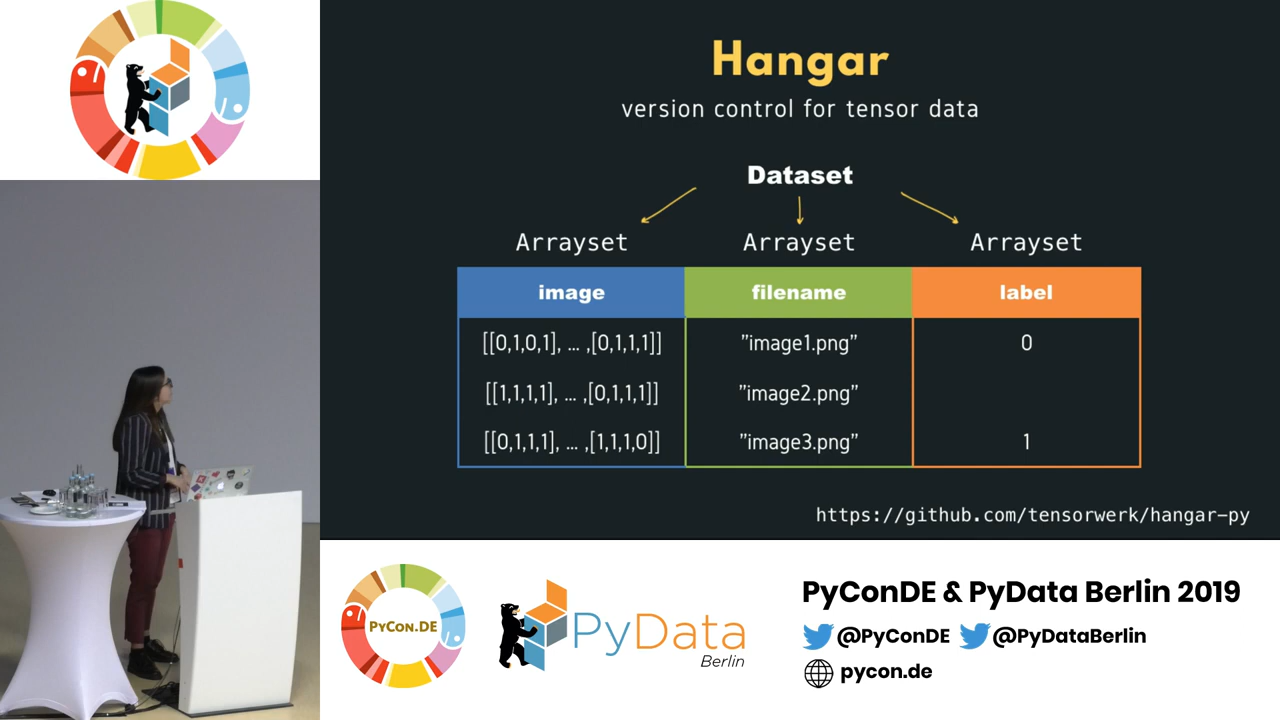 Hangar
version control for tensor data
Dataset
Arrayset Arrayset Arrayset
image filename label
[[0,1,0,1], ... ,[0,1,1,1]] "image1.png" 0
[[1,1,1,1], ... ,[0,1,1,1]] "image2.png"
[[0,1,1,1], ... ,[1,1,1,0]] "image3.png" 1
https://github.com/tensorwerk/hangar-py
PyCon.DE
PyData
Berlin
PyConDE & PyData Berlin 2019
@PyConDE @PyDataBerlin
pycon.de